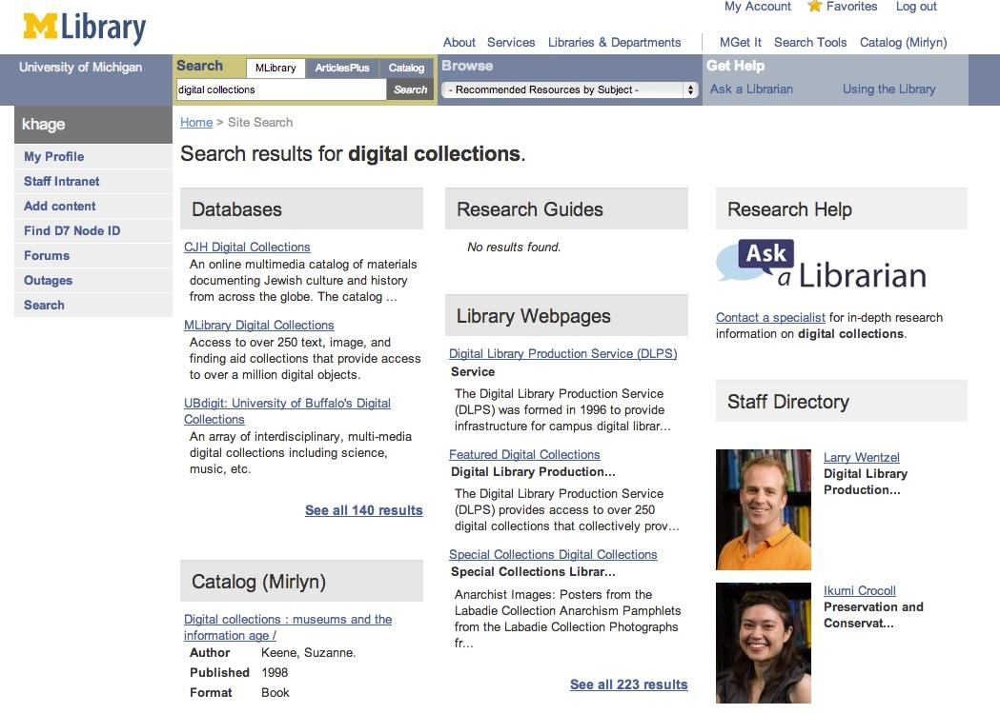 My Account Favorites Log out
MLibrary
About Services Libraries & Departments MGet It Search Tools Catalog (Mirlyn)
University of Michigan
Search MLibrary ArticlesPlus Catalog
digital collections Search
Browse
- Recommended Resources by Subject -
Get Help
Ask a Librarian Using the Library
khage
My Profile
Staff Intranet
Add content
Find D7 Node ID
Forums
Outages
Search
Home > Site Search
Search results for digital collections.
Databases
CJH Digital Collections
An online multimedia catalog of materials
documenting Jewish culture and history
from across the globe. The catalog ...
MLibrary Digital Collections
Access to over 250 text, image, and
finding aid collections that provide access
to over a million digital objects.
UBdigit: University of Buffalo's Digital
Collections
An array of interdisciplinary, multi-media
digital collections including science,
music, etc.
See all 140 results
Catalog (Mirlyn)
Digital collections : museums and the
information age /
Author Keene, Suzanne.
Published 1998
Format Book
Research Guides
No results found.
Library Webpages
Digital Library Production Service (DLPS)
Service
The Digital Library Production Service
(DLPS) was formed in 1996 to provide
infrastructure for campus digital librar...
Featured Digital Collections
Digital Library Production...
The Digital Library Production Service
(DLPS) provides access to over 250
digital collections that collectively prov...
Special Collections Digital Collections
Special Collections Librar...
Anarchist Images: Posters from the
Labadie Collection Anarchism Pamphlets
from the Labadie Collection Photographs
fr...
See all 223 results
Research Help
Ask a Librarian
Contact a specialist for in-depth research
information on digital collections.
Staff Directory
Larry Wentzel
Digital Library
Production...
Ikumi Crocoll
Preservation and
Conservat...